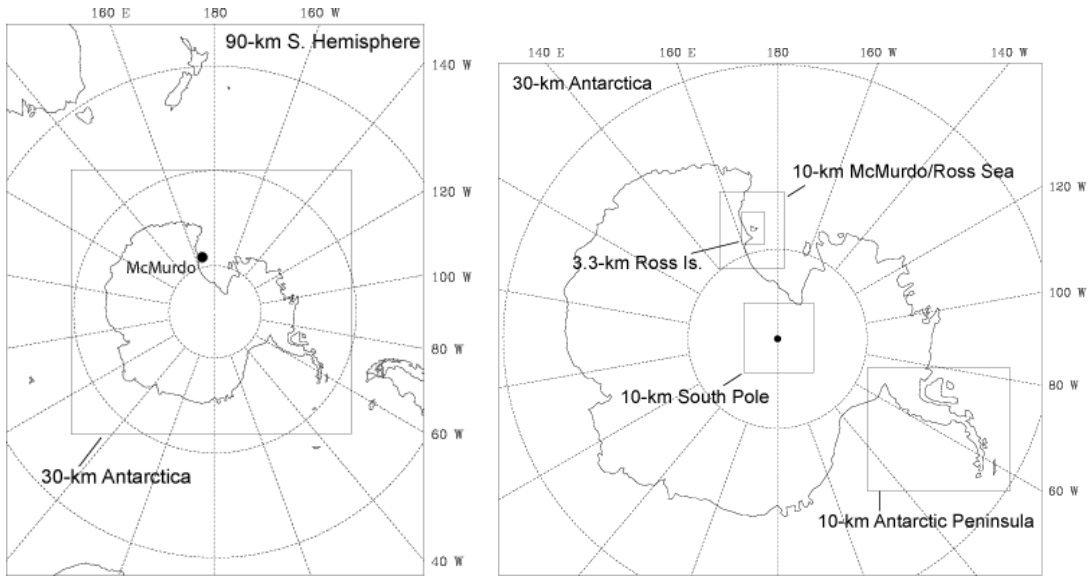 160 E
180
160 W
90-km S. Hemisphere
140 W
120 W
McMurdo
100 W
80 W
60 W
30-km Antarctica
40 W
140 E
160 E
180
160 W
140 W
30-km Antarctica
10-km McMurdo/Ross Sea
120 W
3.3-km Ross Is.
100 W
10-km South Pole
80 W
60 W
10-km Antarctic Peninsula